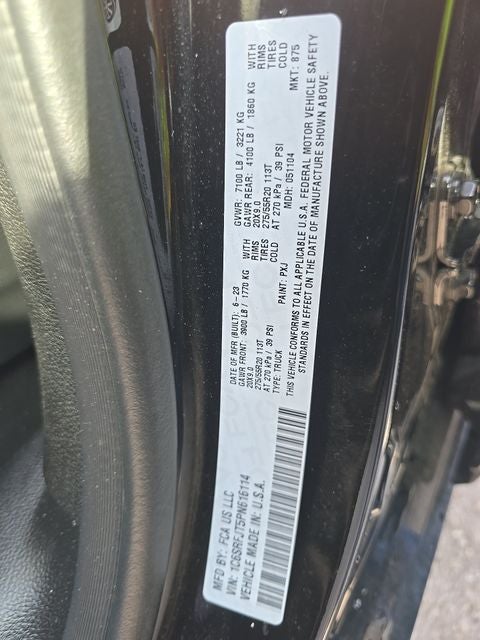 MFD BY: FCA US LLC
VIN: 1C6SRFJT5PN616114
VEHICLE MADE IN: U.S.A.
DATE OF MFR (BUILT): 6-23
GVWR: 7100 LB / 3221 KG
GAWR FRONT: 3900 LB / 1770 KG WITH
GAWR REAR: 4100 LB / 1860 KG WITH
20X9.0 RIMS
20X9.0 RIMS
275/55R20 113T TIRES
275/55R20 113T TIRES
AT 270 kPa / 39 PSI COLD
AT 270 kPa / 39 PSI COLD
TYPE: TRUCK PAINT: PXJ MDH: 051104 MKT: 875
THIS VEHICLE CONFORMS TO ALL APPLICABLE U.S.A. FEDERAL MOTOR VEHICLE SAFETY
STANDARDS IN EFFECT ON THE DATE OF MANUFACTURE SHOWN ABOVE.